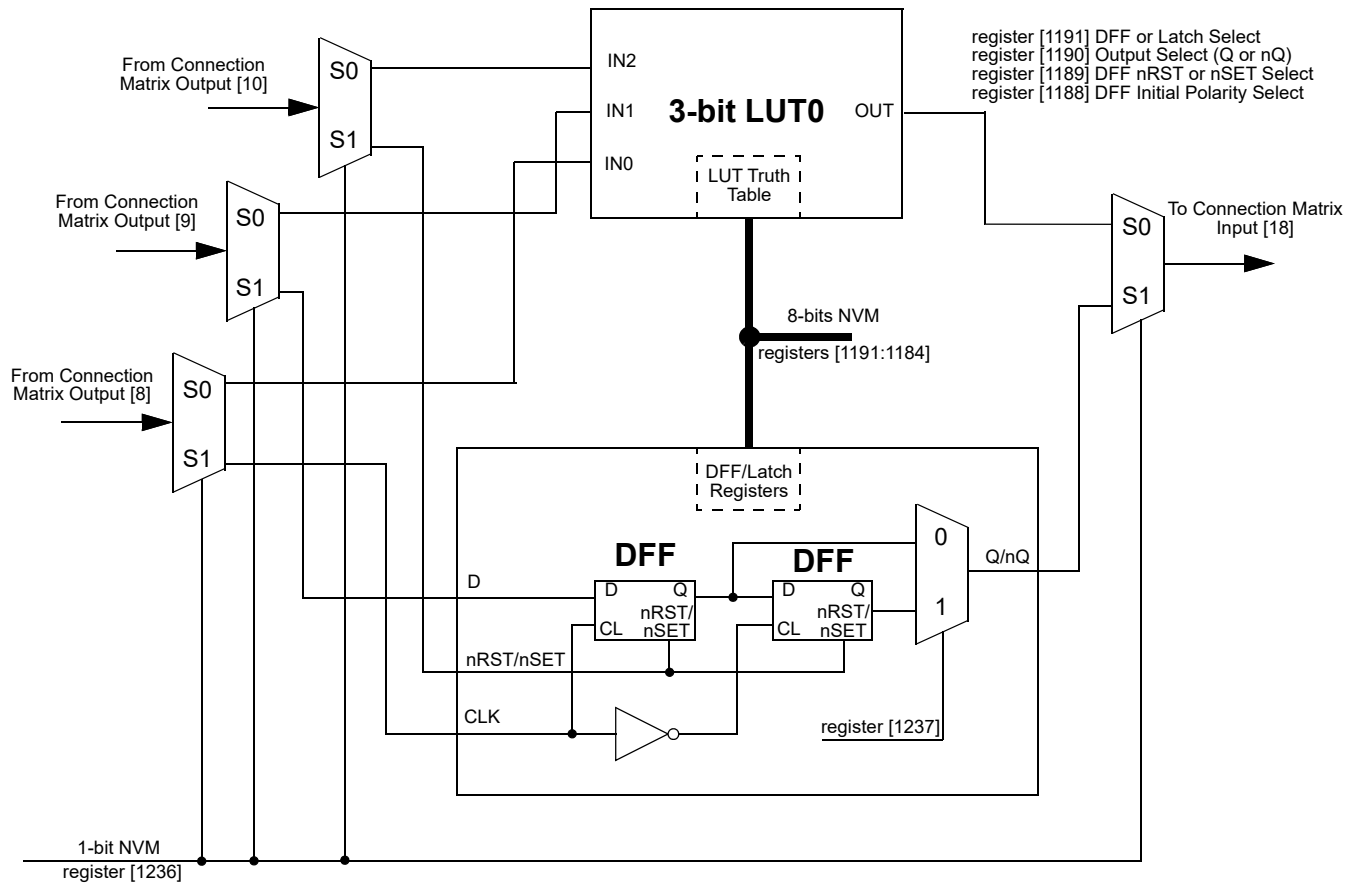 From Connection
Matrix Output [10]
S0
S1
IN2
IN1
IN0
3-bit LUT0
OUT
LUT Truth
Table
register [1191] DFF or Latch Select
register [1190] Output Select (Q or nQ)
register [1189] DFF nRST or nSET Select
register [1188] DFF Initial Polarity Select
From Connection
Matrix Output [9]
S0
S1
To Connection Matrix
Input [18]
S0
S1
8-bits NVM
registers [1191:1184]
From Connection
Matrix Output [8]
S0
S1
DFF/Latch
Registers
DFF
DFF
D
D
Q
nRST/
nSET
CL
D
Q
nRST/
nSET
CL
0
1
Q/nQ
nRST/nSET
CLK
register [1237]
1-bit NVM
register [1236]